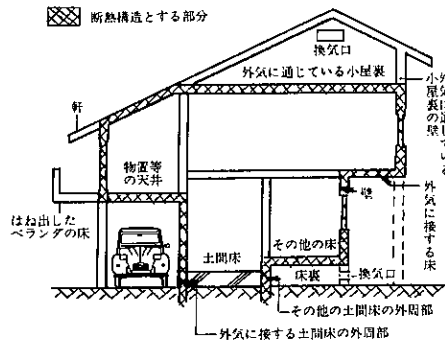 断熱構造とする部分
換気口
外気に通じている小屋裏
外気に通じている
小屋裏の壁
軒
物置等
の天井
はね出した
ベランダの床
壁
外気に接する床
土間床
その他の床
床裏
換気口
その他の土間床の外周部
外気に接する土間床の外周部